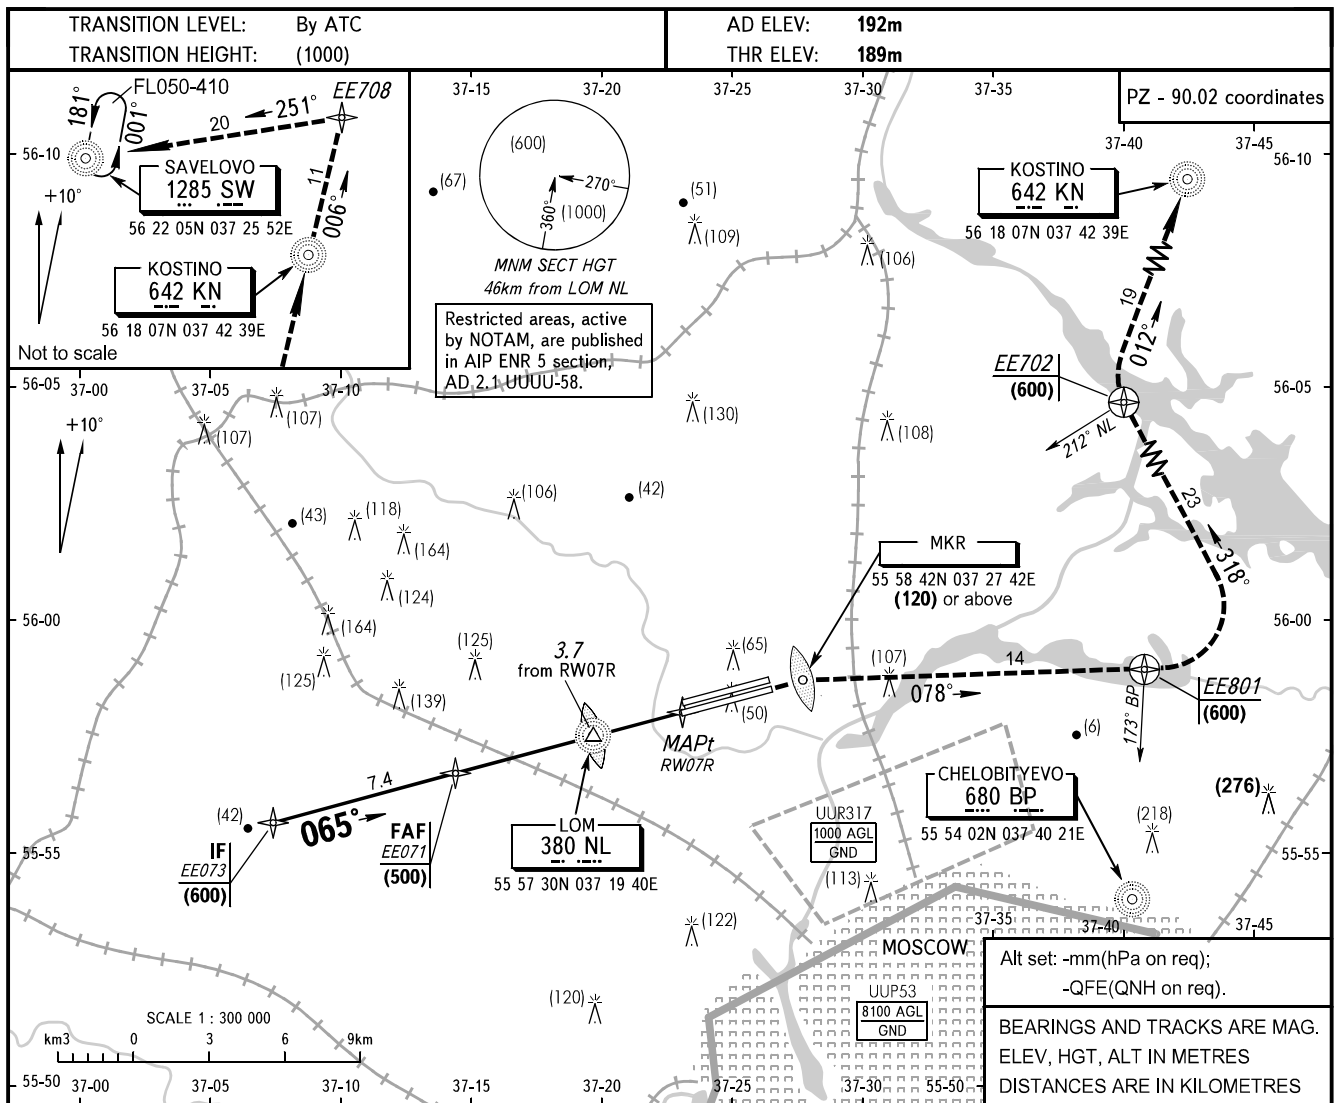 TRANSITION LEVEL: By ATC
TRANSITION HEIGHT: (1000)
AD ELEV: 192m
THR ELEV: 189m
FL050-410
181°
001°
20
251°
EE708
SAVELOVO
1285 SW
56 22 05N 037 25 52E
11
006°
KOSTINO
642 KN
56 18 07N 037 42 39E
+10°
Not to scale
37-15
37-20
37-25
37-30
37-35
PZ - 90.02 coordinates
37-40
37-45
56-10
56-10
(600)
270°
360°
(1000)
MNM SECT HGT
46km from LOM NL
Restricted areas, active
by NOTAM, are published
in AIP ENR 5 section,
AD 2.1 UUUU-58.
(67)
(51)
(109)
(106)
KOSTINO
642 KN
56 18 07N 037 42 39E
19
012°
EE702
(600)
212° NL
56-05
37-00
37-05
37-10
56-05
+10°
(107)
(107)
(130)
(108)
(106)
(42)
(43)
(118)
(164)
(124)
(164)
(125)
(125)
(139)
23
318°
MKR
55 58 42N 037 27 42E
(120) or above
56-00
56-00
3.7
from RW07R
(65)
(50)
(107)
14
078°
EE801
(600)
173° BP
(6)
MAPt
RW07R
7.4
065°
(42)
IF
EE073
(600)
FAF
EE071
(500)
LOM
380 NL
55 57 30N 037 19 40E
CHELOBITYEVO
680 BP
55 54 02N 037 40 21E
(276)
(218)
UUR317
1000 AGL
GND
(113)
55-55
55-55
(122)
(120)
37-35
37-40
37-45
MOSCOW
UUP53
8100 AGL
GND
Alt set: -mm(hPa on req);
-QFE(QNH on req).
BEARINGS AND TRACKS ARE MAG.
ELEV, HGT, ALT IN METRES
DISTANCES ARE IN KILOMETRES
SCALE 1 : 300 000
km3 0 3 6 9km
55-50
37-00
37-05
37-10
37-15
37-20
37-25
37-30
55-50